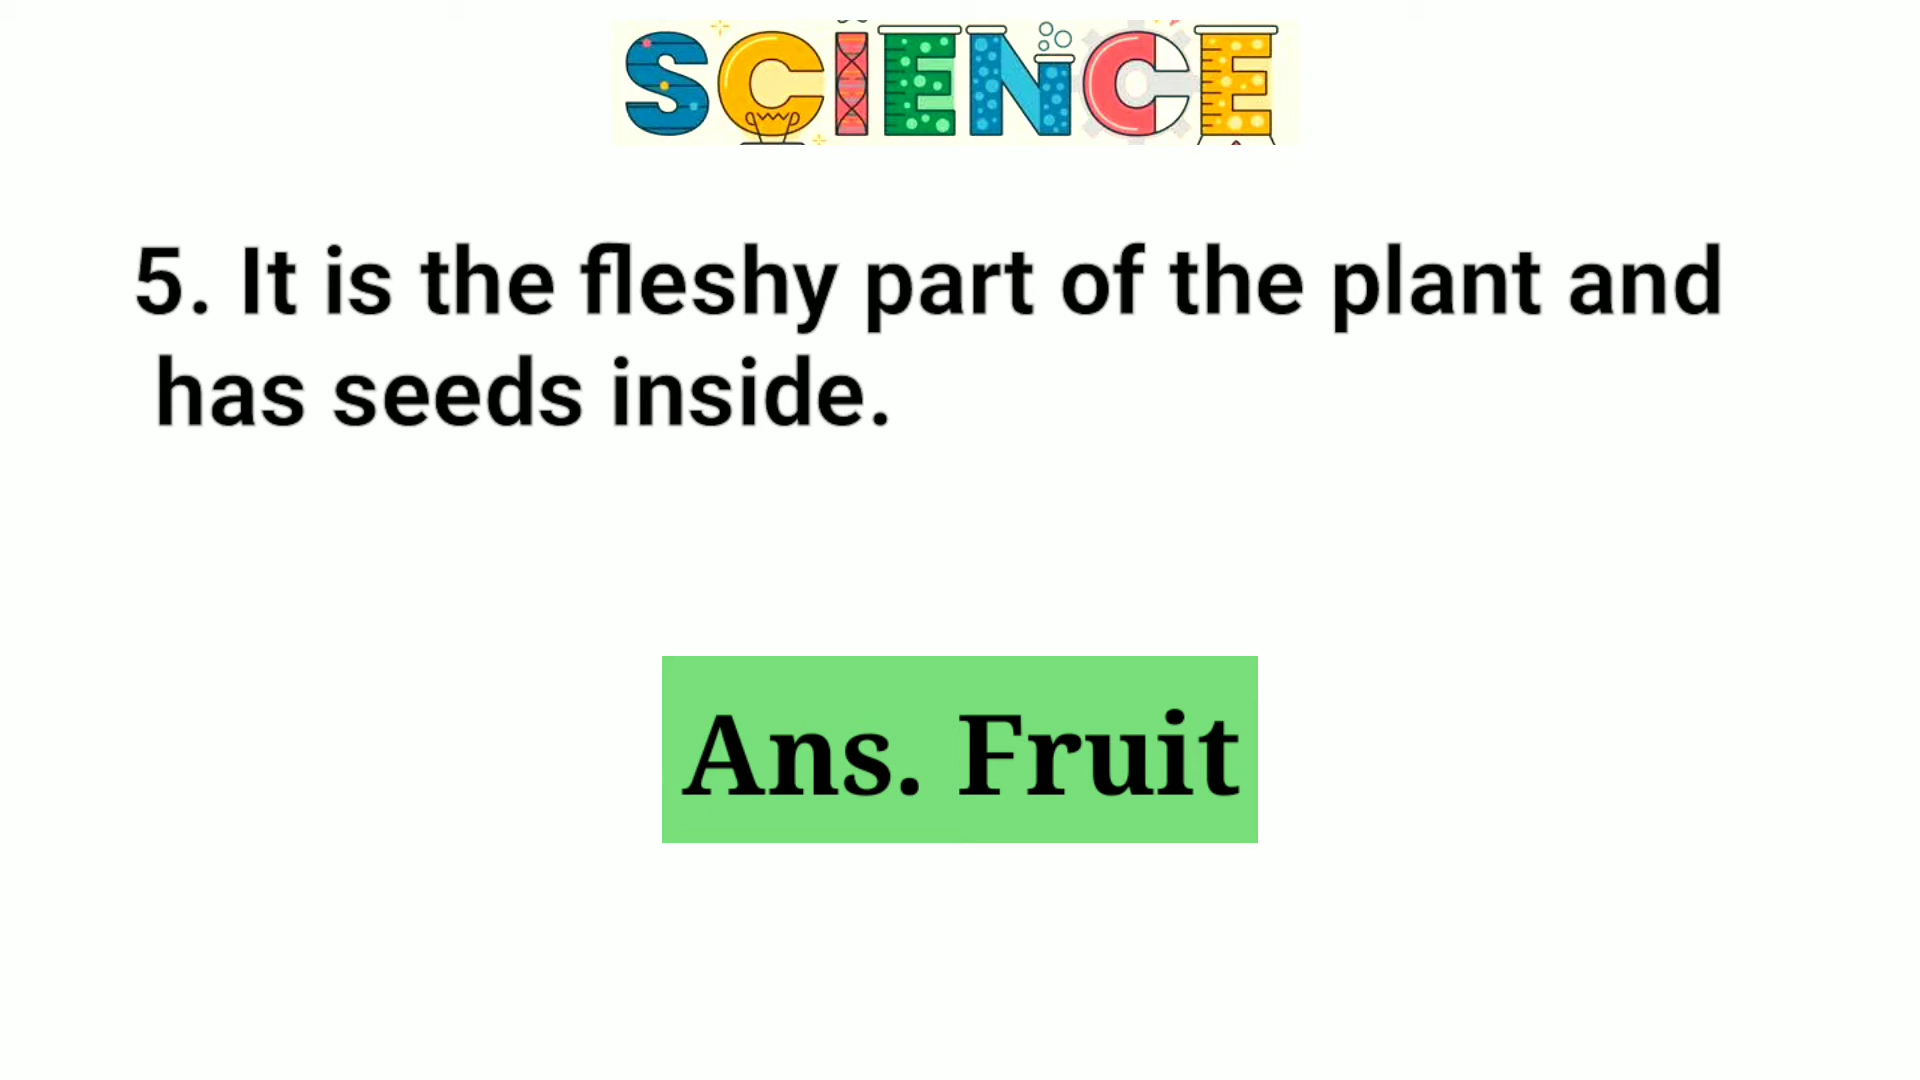 SCIENCE
5. It is the fleshy part of the plant and
has seeds inside.
Ans. Fruit